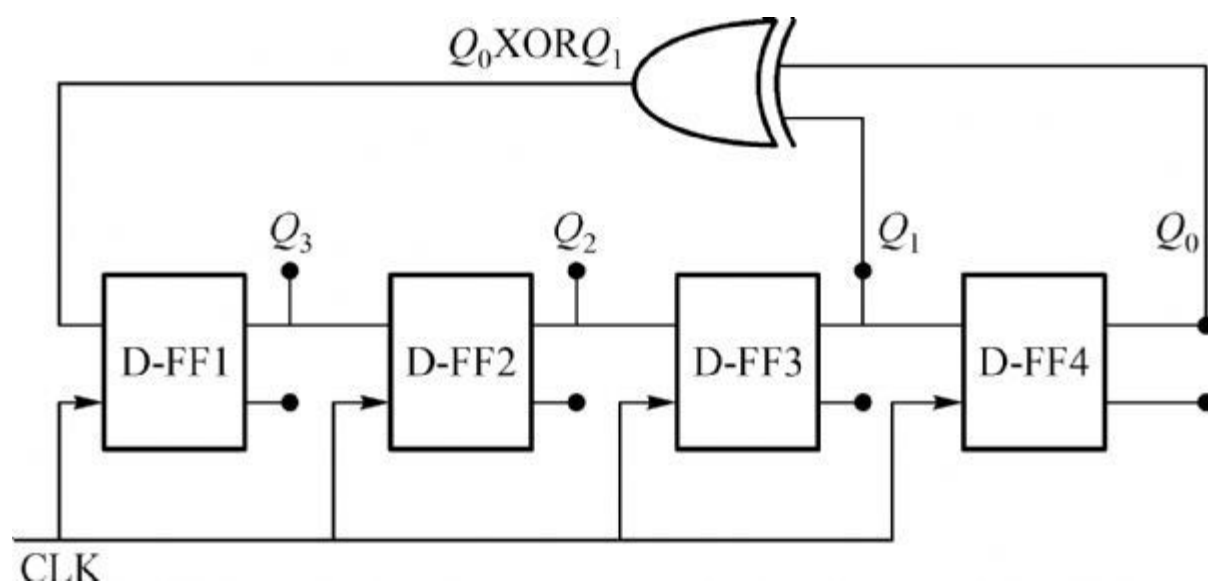 Q₀XORQ₁
Q₃
Q₂
Q₁
Q₀
D-FF1
D-FF2
D-FF3
D-FF4
CLK